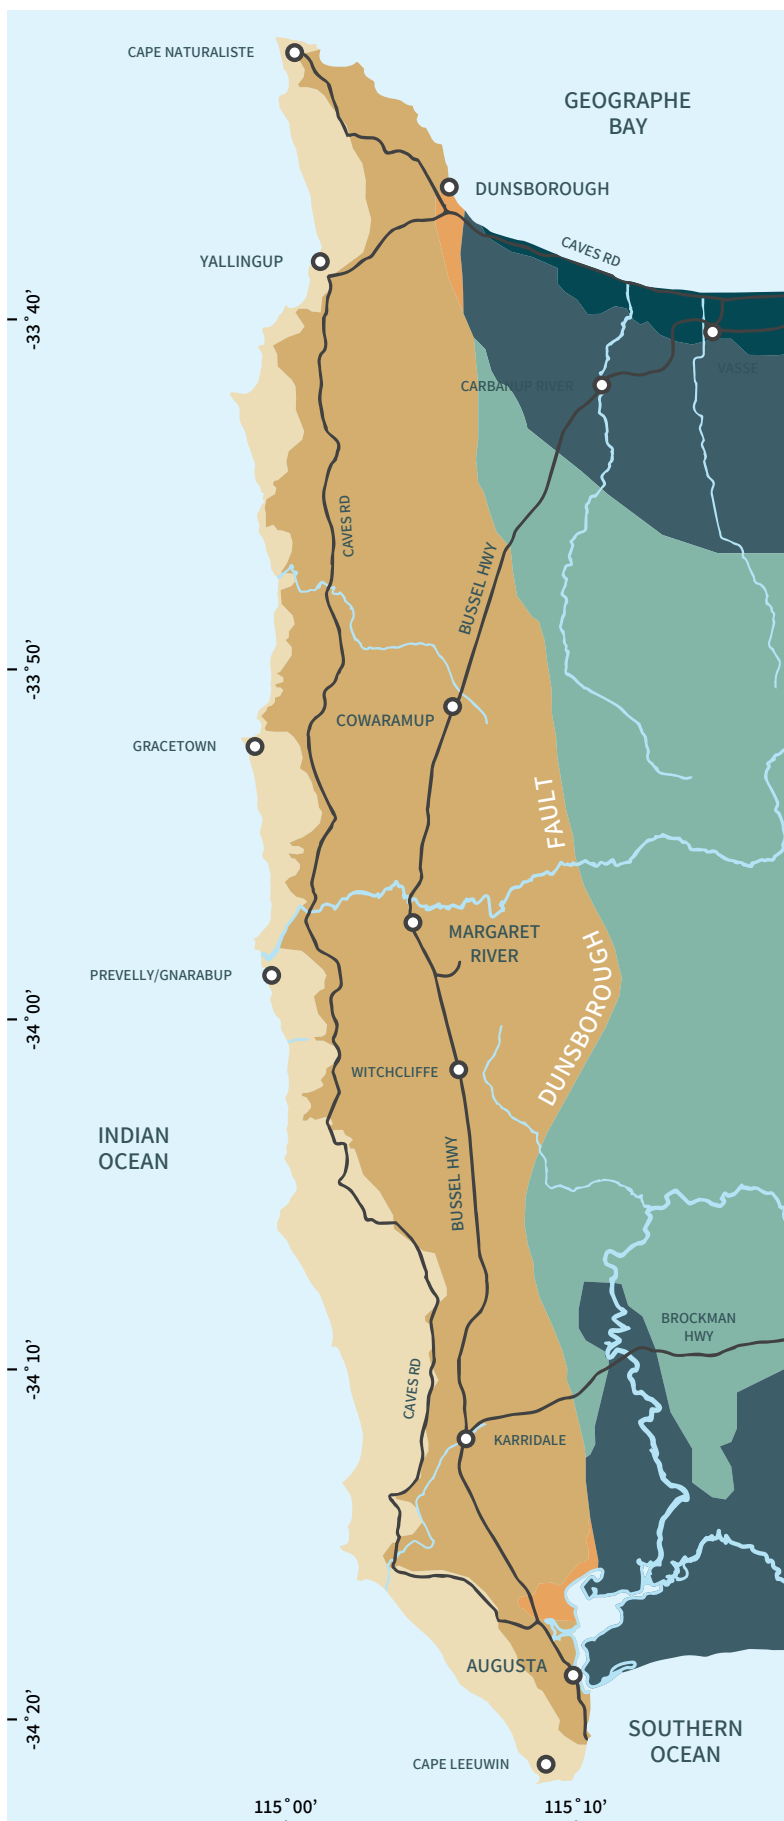 CAPE NATURALISTE
GEOGRAPHE
BAY
DUNSBOROUGH
CAVES RD
YALLINGUP
-33°40'
VASSE
CARBANUP RIVER
CAVES RD
BUSSEL HWY
-33°50'
COWARAMUP
GRACETOWN
FAULT
MARGARET
RIVER
DUNSBOROUGH
PREVELLY/GNARABUP
-34°00'
WITCHCLIFFE
INDIAN
OCEAN
BUSSEL HWY
BROCKMAN
HWY
-34°10'
CAVES RD
KARRIDALE
AUGUSTA
-34°20'
SOUTHERN
OCEAN
CAPE LEEUWIN
115°00'
115°10'